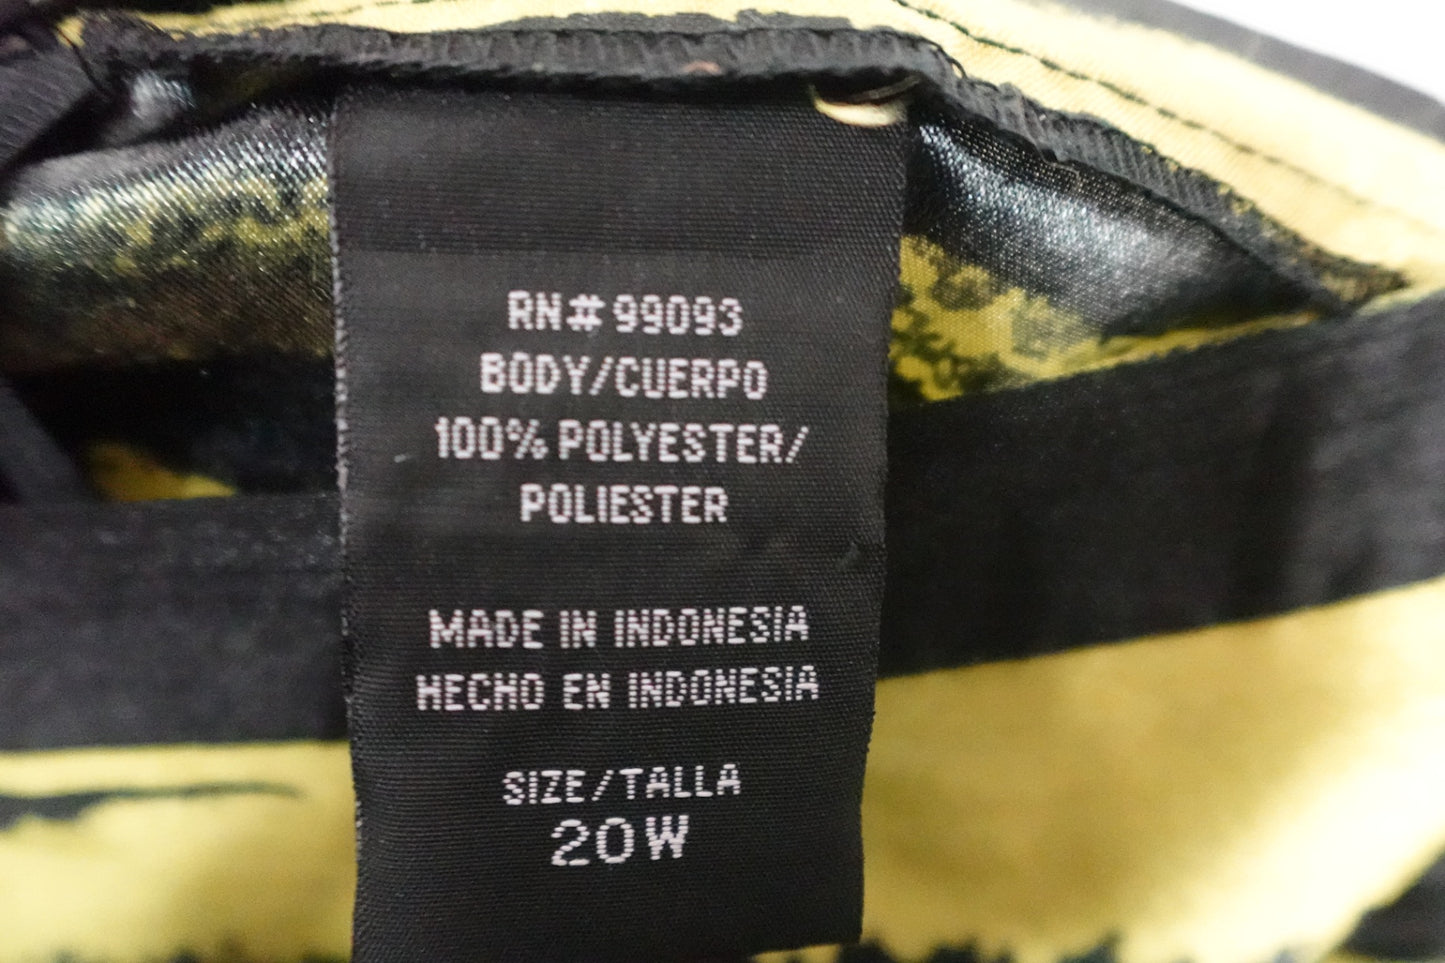 RN#99093
BODY/CUERPO
100% POLYESTER/
POLIESTER
MADE IN INDONESIA
HECHO EN INDONESIA
SIZE/TALLA
20W